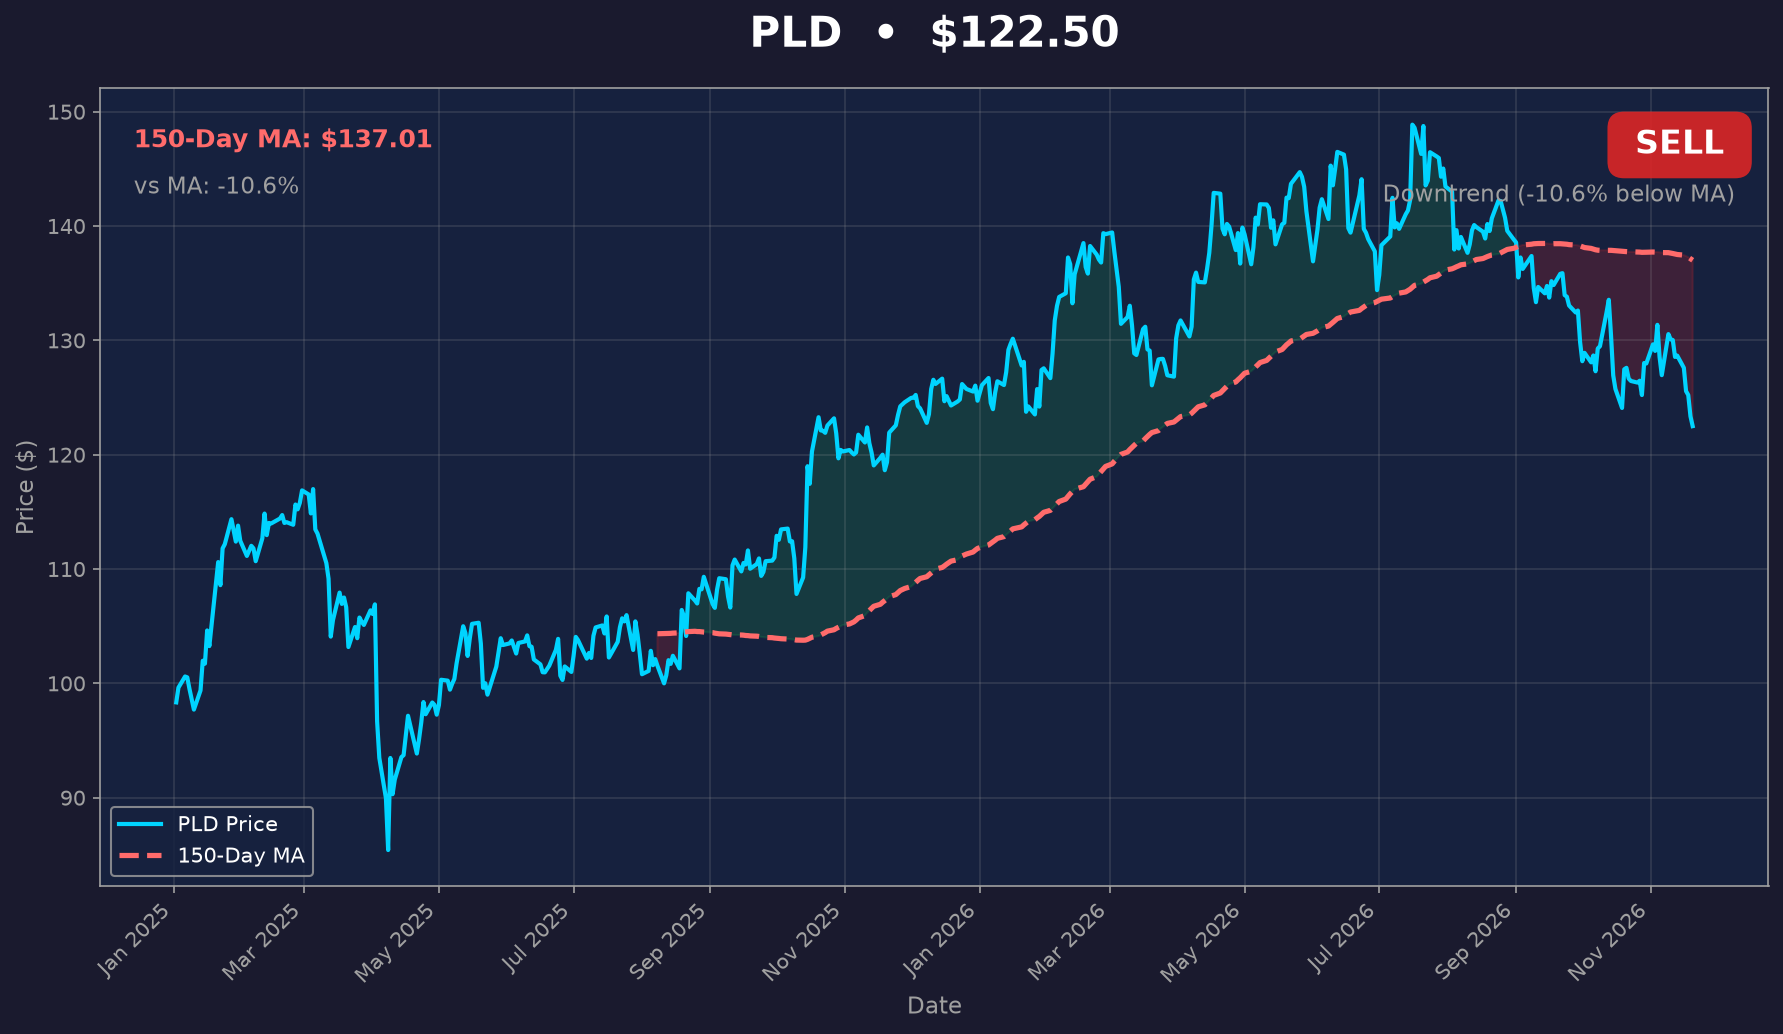 PLD • $122.50
150-Day MA: $137.01
vs MA: -10.6%
SELL
Downtrend (-10.6% below MA)
150
140
130
120
110
100
90
Price ($)
PLD Price
150-Day MA
Jan 2025
Mar 2025
May 2025
Jul 2025
Sep 2025
Nov 2025
Jan 2026
Mar 2026
May 2026
Jul 2026
Sep 2026
Nov 2026
Date